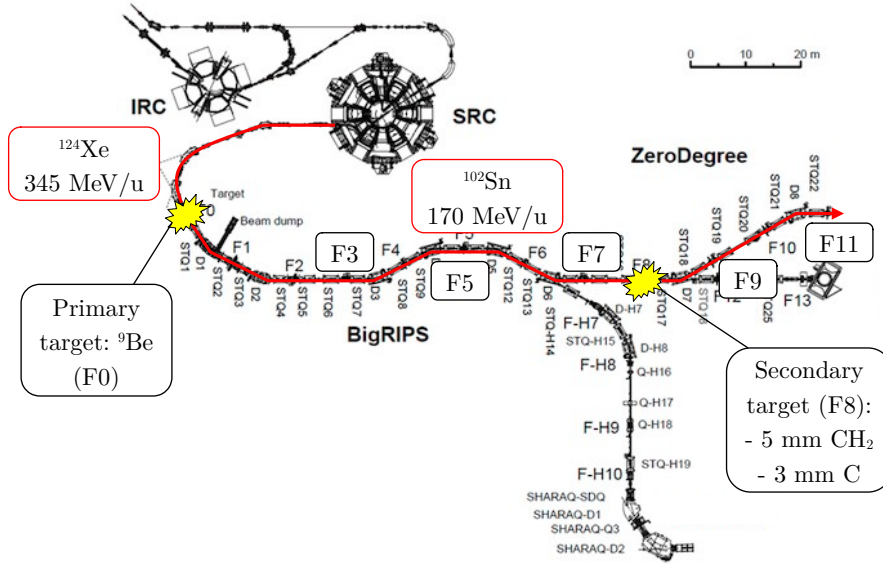 IRC
SRC
0
20 m
¹²⁴Xe
345 MeV/u
Target
Beam dump
¹⁰²Sn
170 MeV/u
ZeroDegree
STQ1
D1
STQ2
F1
STQ3
D2
STQ4
F2
STQ5
STQ6
F3
STQ7
D3
F4
STQ8
STQ9
F5
D5
STQ12
F6
STQ13
D6
F7
STQ17
D7
STQ18
STQ19
STQ20
STQ21
D8
STQ22
F10
F11
F9
F13
BigRIPS
Primary
target: ⁹Be
(F0)
STQ-H14
F-H7
D-H7
STQ-H15
D-H8
F-H8
Q-H16
Q-H17
F-H9
Q-H18
STQ-H19
F-H10
SHARAQ-SDQ
SHARAQ-D1
SHARAQ-Q3
SHARAQ-D2
Secondary
target (F8):
- 5 mm CH₂
- 3 mm C